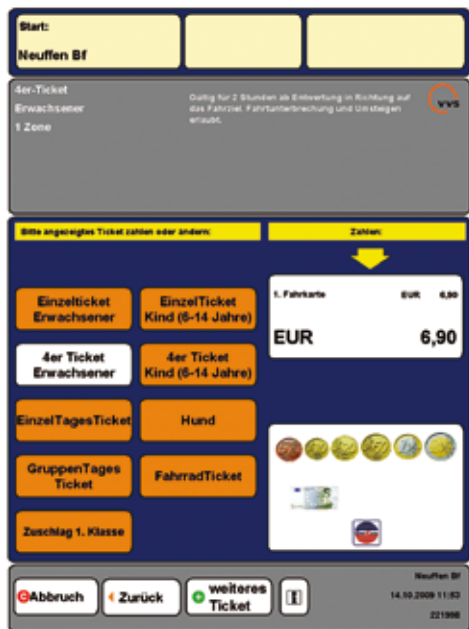 Start:
Neuffen Bf
4er-Ticket
Erwachsener
1 Zone
Gültig für 2 Stunden ab Entwertung in Richtung auf
das Fahrziel. Fahrtunterbrechung und Umsteigen
erlaubt.
VVS
Bitte angezeigtes Ticket zahlen oder ändern:
Zahlen:
Einzelticket
Erwachsener
EinzelTicket
Kind (6-14 Jahre)
4er Ticket
Erwachsener
4er Ticket
Kind (6-14 Jahre)
EinzelTagesTicket
Hund
GruppenTages
Ticket
FahrradTicket
Zuschlag 1. Klasse
1. Fahrkarte EUR 6,90
EUR 6,90
Abbruch
Zurück
weiteres
Ticket
Neuffen Bf
14.10.2009 11:53
221998